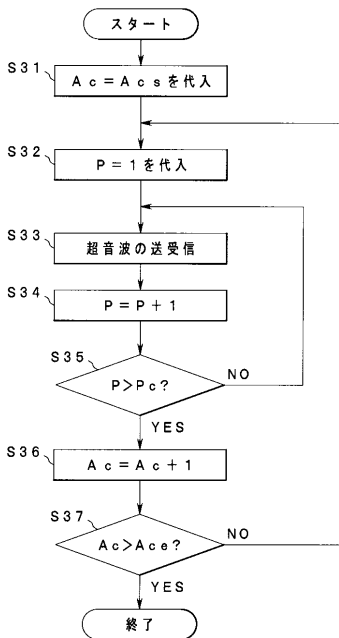 スタート
S31
Ac=Acsを代入
S32
P=1を代入
S33
超音波の送受信
S34
P=P+1
S35
P>Pc?
NO
YES
S36
Ac=Ac+1
S37
Ac>Ace?
NO
YES
終了